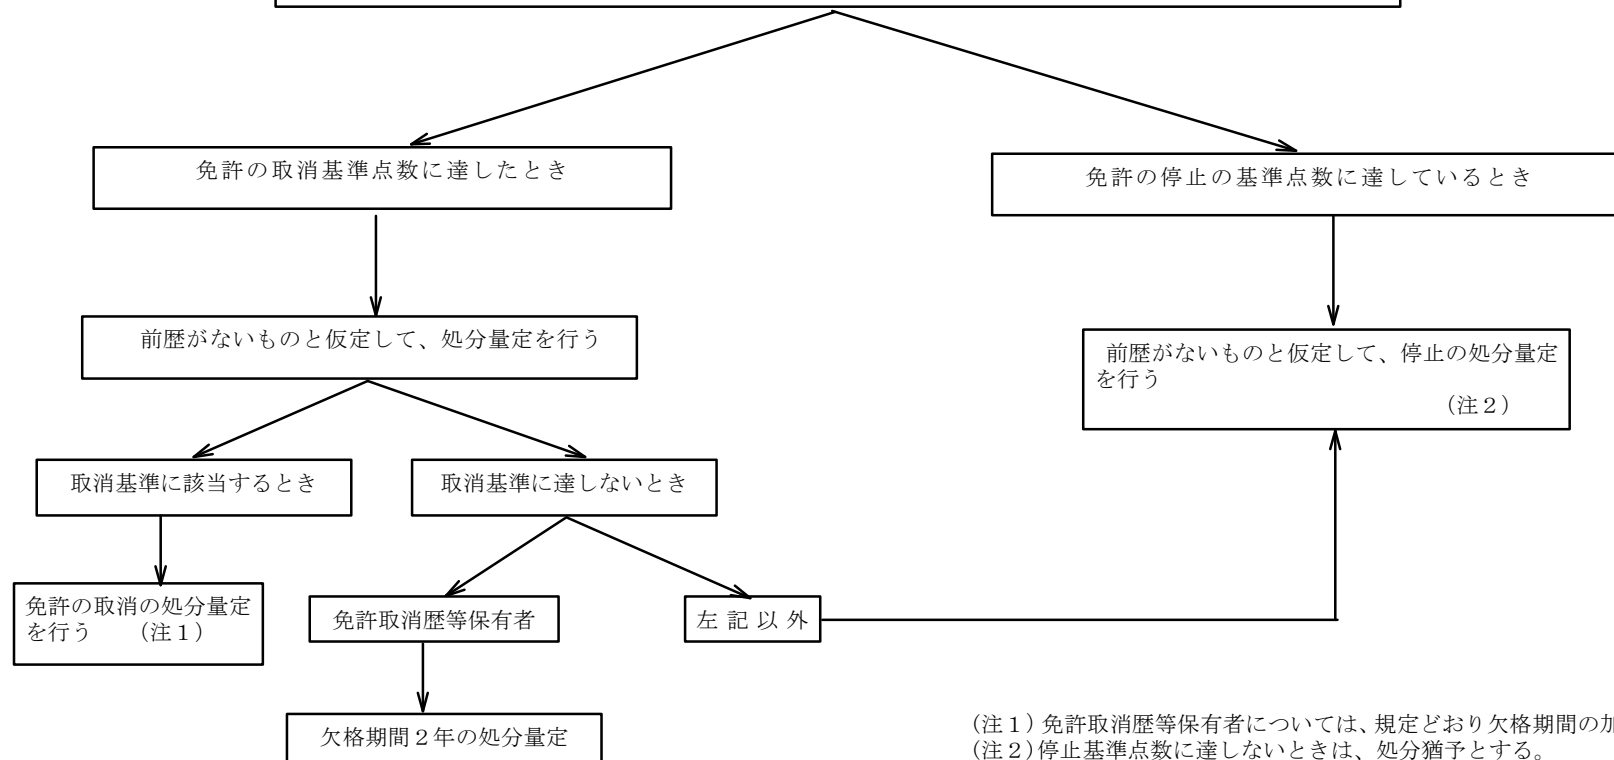 免許の取消基準点数に達したとき
免許の停止の基準点数に達しているとき
前歴がないものと仮定して、処分量定を行う
前歴がないものと仮定して、停止の処分量定
を行う
（注２）
取消基準に該当するとき
取消基準に達しないとき
免許の取消の処分量定
を行う　（注１）
免許取消歴等保有者
左記以外
欠格期間２年の処分量定
（注１）免許取消歴等保有者については、規定どおり欠格期間の加
（注２）停止基準点数に達しないときは、処分猶予とする。